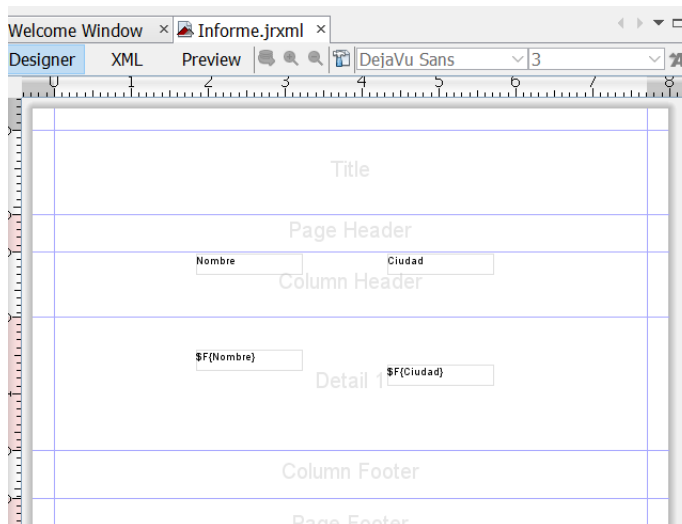 Welcome Window × Informe.jrxml ×
Designer XML Preview DejaVu Sans 3
0 1 2 3 4 5 6 7 8
Title
Page Header
Nombre Ciudad
Column Header
$F{Nombre}
$F{Ciudad}
Detail 1
Column Footer
Page Footer